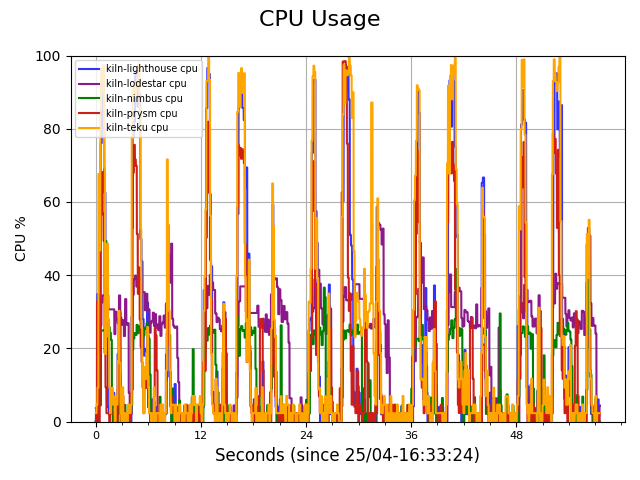 CPU Usage
100
80
60
40
20
0
CPU %
kiln-lighthouse cpu
kiln-lodestar cpu
kiln-nimbus cpu
kiln-prysm cpu
kiln-teku cpu
0 12 24 36 48
Seconds (since 25/04-16:33:24)